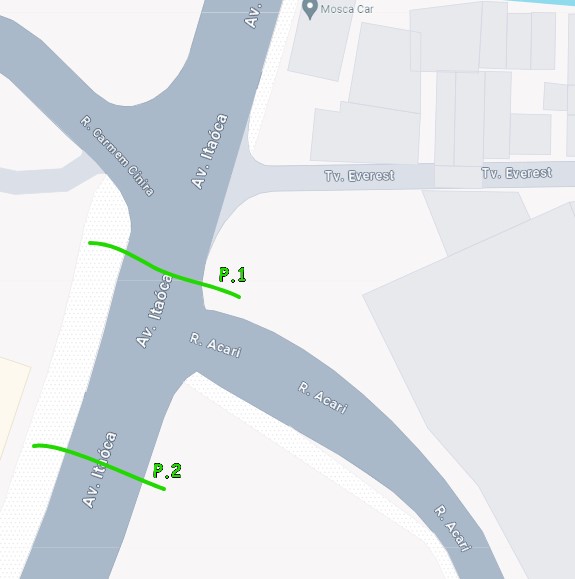 Av.
Mosca Car
Av. Itaóca
R. Carmem Cinira
Tv. Everest
Tv. Everest
P.1
Av. Itaóca
R. Acari
R. Acari
Av. Itaóca
P.2
R. Acari